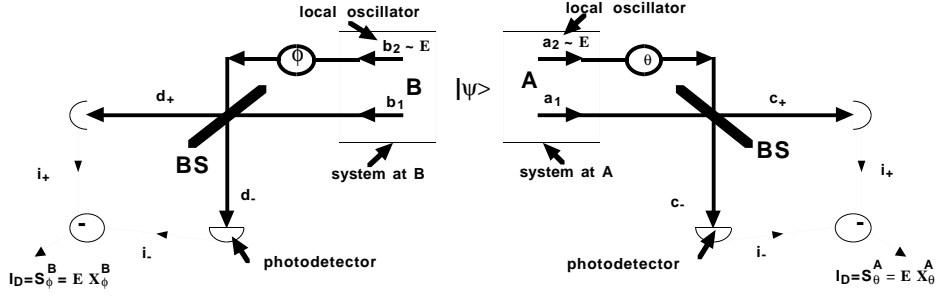 local oscillator
local oscillator
ϕ
b₂ ~ E
a₂ ~ E
θ
B
|ψ>
A
d₊
b₁
a₁
c₊
BS
BS
system at B
system at A
i₊
d₋
c₋
i₊
-
-
i₋
photodetector
photodetector
i₋
I_D=S_ϕ^B = E X_ϕ^B
I_D=S_θ^A = E X_θ^A